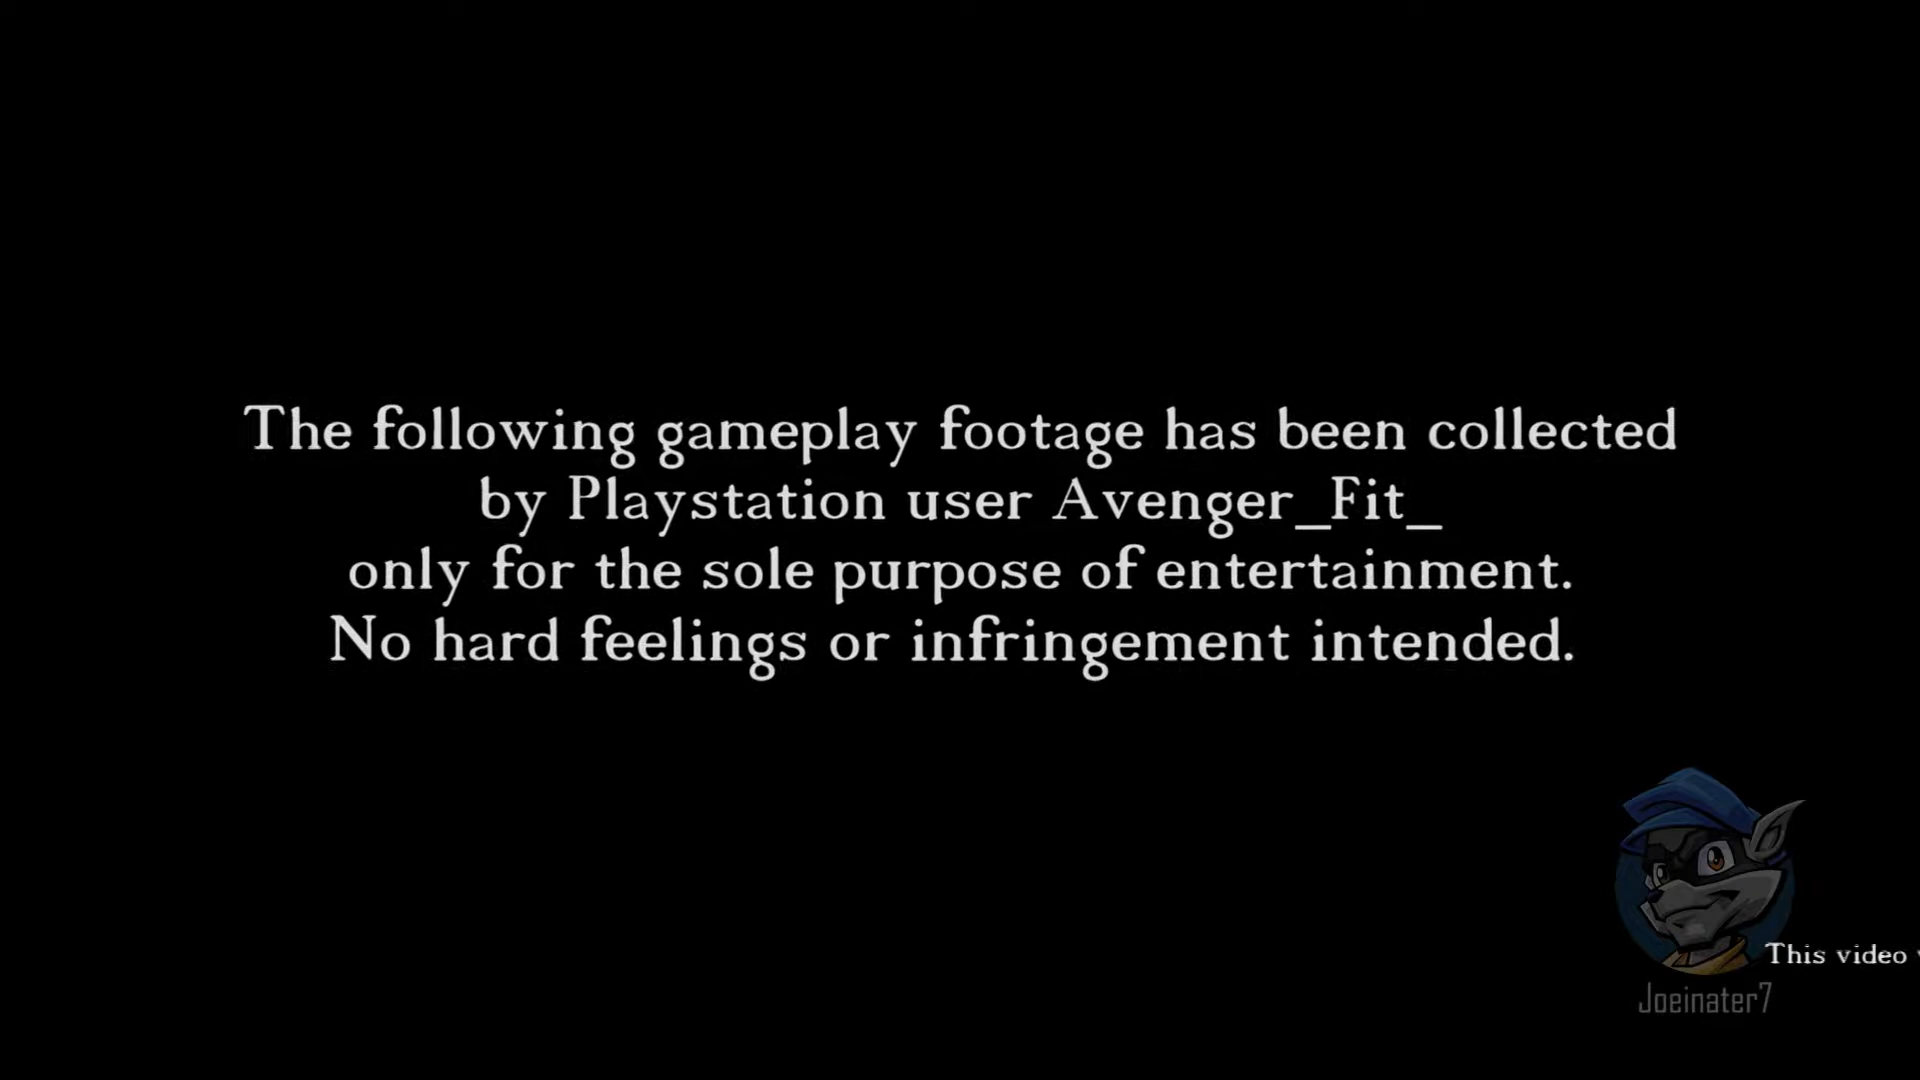 The following gameplay footage has been collected
by Playstation user Avenger_Fit_
only for the sole purpose of entertainment.
No hard feelings or infringement intended.
This video
Joeinater7